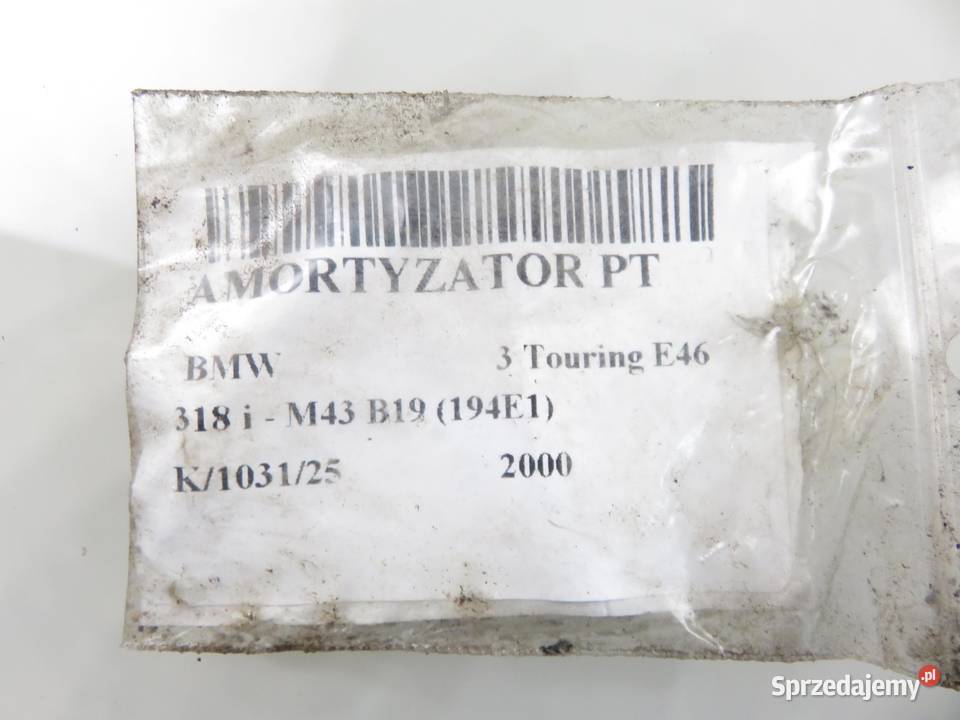 AMORTYZATOR PT
BMW 3 Touring E46
318 i - M43 B19 (194E1)
K/1031/25 2000
Sprzedajemy.pl